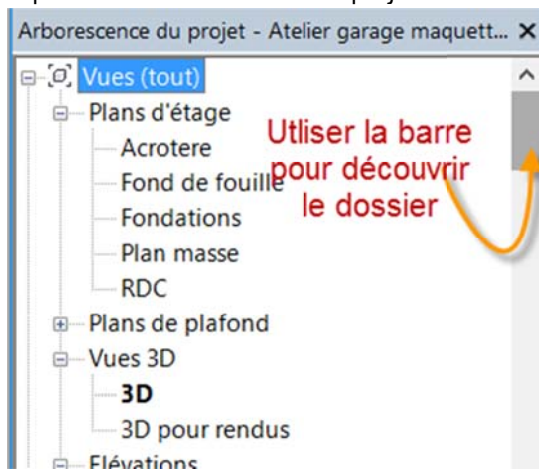 Arborescence du projet - Atelier garage maquett...
Vues (tout)
Plans d'étage
Acrotere
Fond de fouille
Fondations
Plan masse
RDC
Plans de plafond
Vues 3D
3D
3D pour rendus
Elévations
Utliser la barre
pour découvrir
le dossier